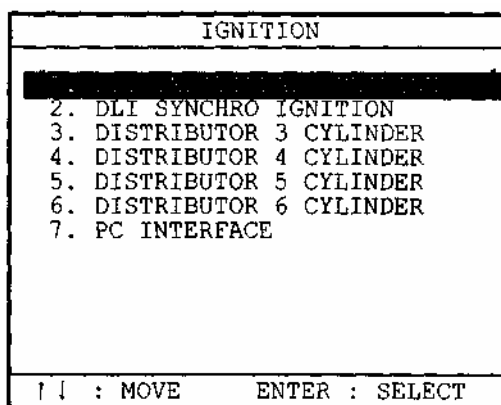 IGNITION
2. DLI SYNCHRO IGNITION
3. DISTRIBUTOR 3 CYLINDER
4. DISTRIBUTOR 4 CYLINDER
5. DISTRIBUTOR 5 CYLINDER
6. DISTRIBUTOR 6 CYLINDER
7. PC INTERFACE
↑↓ : MOVE ENTER : SELECT